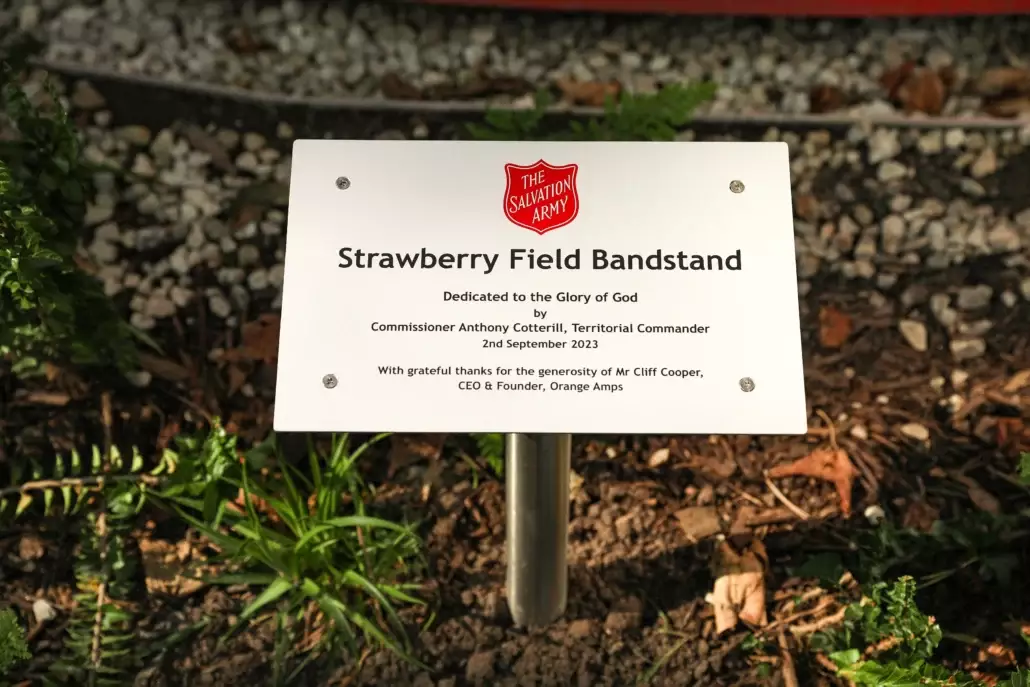 THE
SALVATION
ARMY
Strawberry Field Bandstand
Dedicated to the Glory of God
by
Commissioner Anthony Cotterill, Territorial Commander
2nd September 2023
With grateful thanks for the generosity of Mr Cliff Cooper,
CEO & Founder, Orange Amps